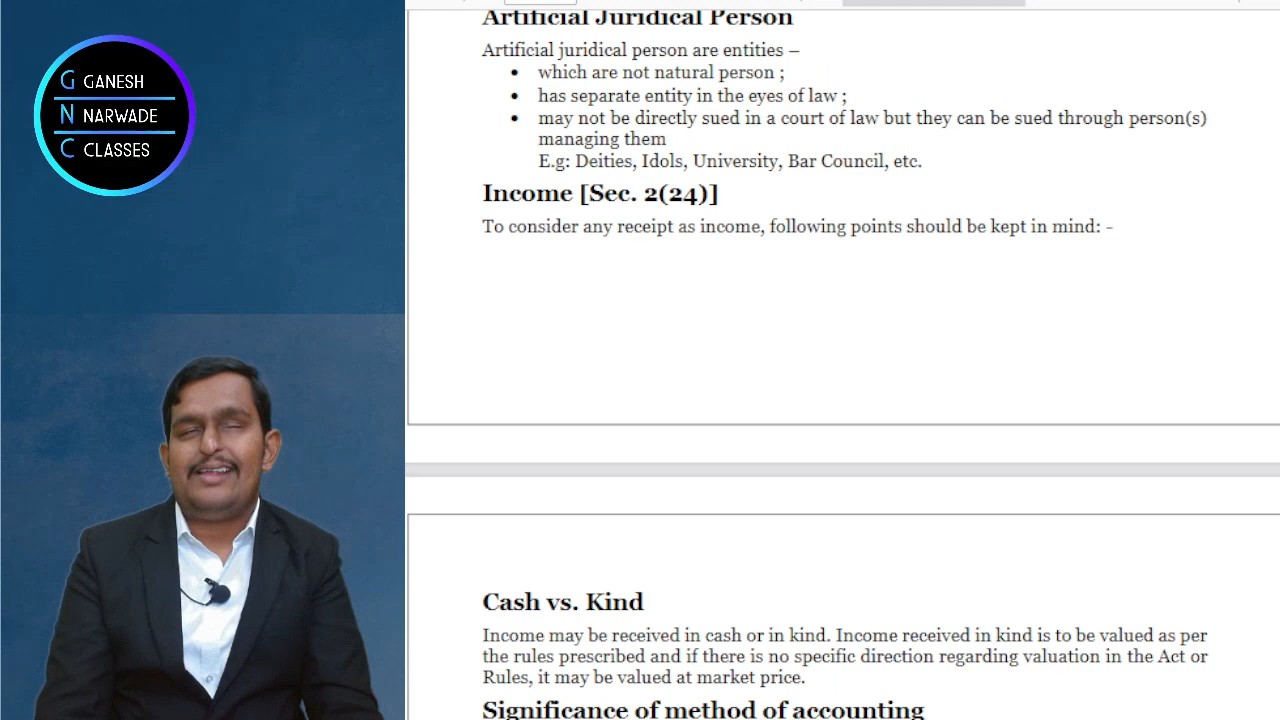 G GANESH
N NARWADE
C CLASSES
Artificial Juridical Person
Artificial juridical person are entities –
• which are not natural person ;
• has separate entity in the eyes of law ;
• may not be directly sued in a court of law but they can be sued through person(s)
managing them
E.g: Deities, Idols, University, Bar Council, etc.
Income [Sec. 2(24)]
To consider any receipt as income, following points should be kept in mind: -
Cash vs. Kind
Income may be received in cash or in kind. Income received in kind is to be valued as per
the rules prescribed and if there is no specific direction regarding valuation in the Act or
Rules, it may be valued at market price.
Significance of method of accounting